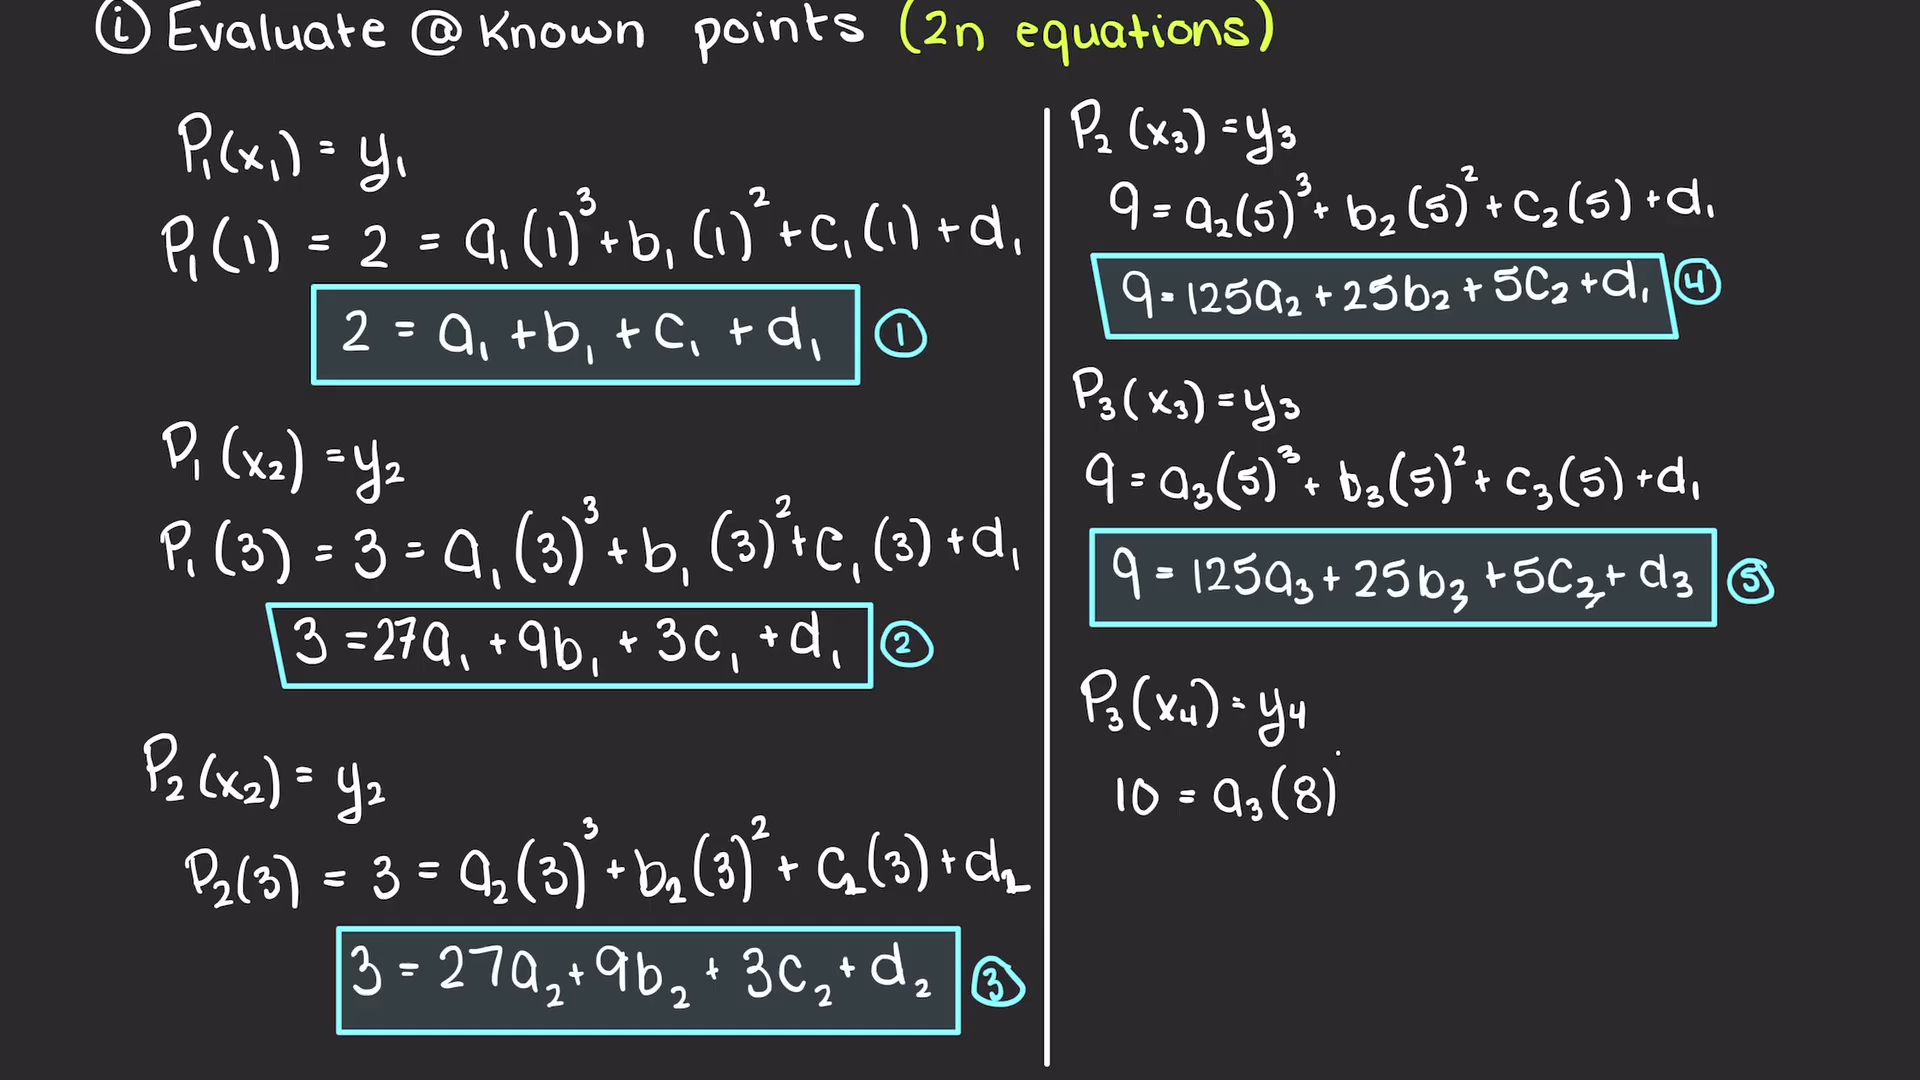 ⓘ Evaluate @ Known points (2n equations)
P₁(x₁) = y₁
P₁(1) = 2 = a₁(1)³+b₁(1)²+c₁(1)+d₁
2 = a₁+b₁+c₁+d₁ ①
P₁(x₂) = y₂
P₁(3) = 3 = a₁(3)³+b₁(3)²+c₁(3)+d₁
3 = 27a₁+9b₁+3c₁+d₁ ②
P₂(x₂) = y₂
P₂(3) = 3 = a₂(3)³+b₂(3)²+c₂(3)+d₂
3 = 27a₂+9b₂+3c₂+d₂ ③
P₂(x₃) = y₃
9 = a₂(5)³+b₂(5)²+c₂(5)+d₁
9 = 125a₂+25b₂+5c₂+d₁ ④
P₃(x₃) = y₃
9 = a₃(5)³+b₃(5)²+c₃(5)+d₁
9 = 125a₃+25b₃+5c₃+d₃ ⑤
P₃(x₄) = y₄
10 = a₃(8)